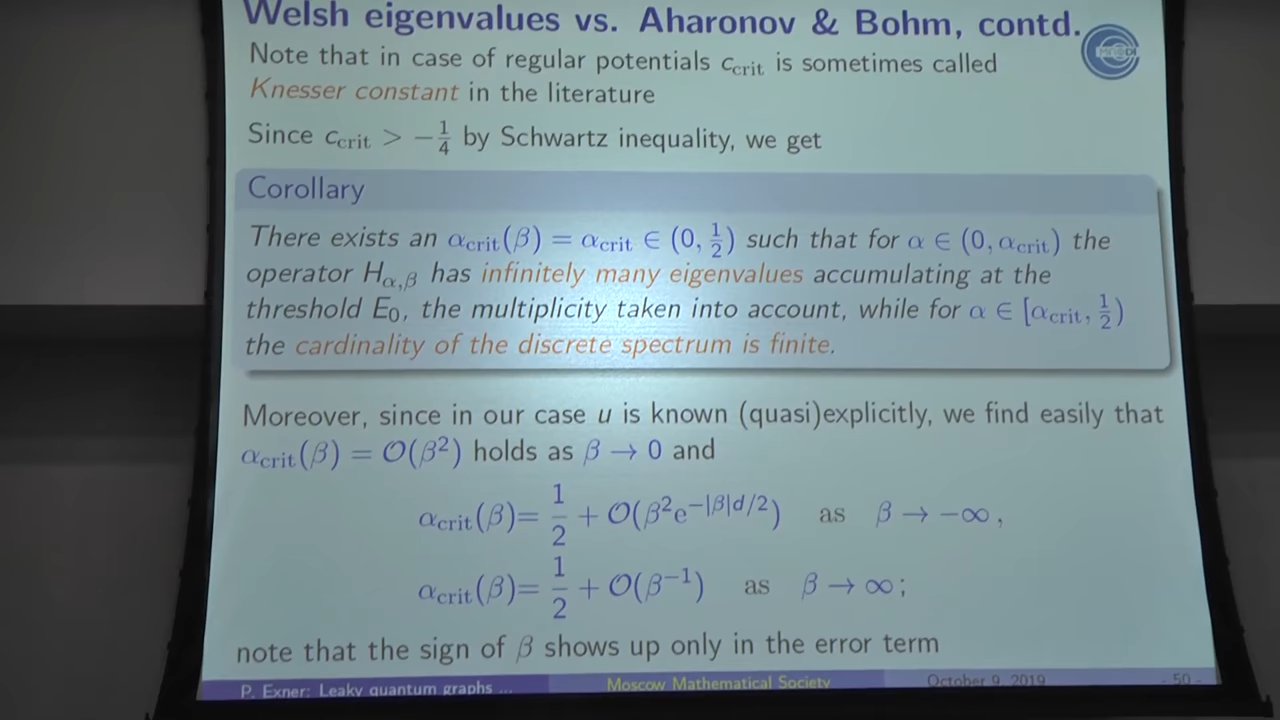 Welsh eigenvalues vs. Aharonov & Bohm, contd.
Note that in case of regular potentials c_crit is sometimes called
Knesser constant in the literature
Since c_crit > −1/4 by Schwartz inequality, we get
Corollary
There exists an α_crit(β) = α_crit ∈ (0, 1/2) such that for α ∈ (0, α_crit) the
operator H_α,β has infinitely many eigenvalues accumulating at the
threshold E₀, the multiplicity taken into account, while for α ∈ [α_crit, 1/2)
the cardinality of the discrete spectrum is finite.
Moreover, since in our case u is known (quasi)explicitly, we find easily that
α_crit(β) = O(β²) holds as β → 0 and
α_crit(β)= 1/2 + O(β²e^(−|β|d/2)) as β → −∞,
α_crit(β)= 1/2 + O(β⁻¹) as β → ∞;
note that the sign of β shows up only in the error term
P. Exner: Leaky quantum graphs ... Moscow Mathematical Society October 9, 2019 - 50 -